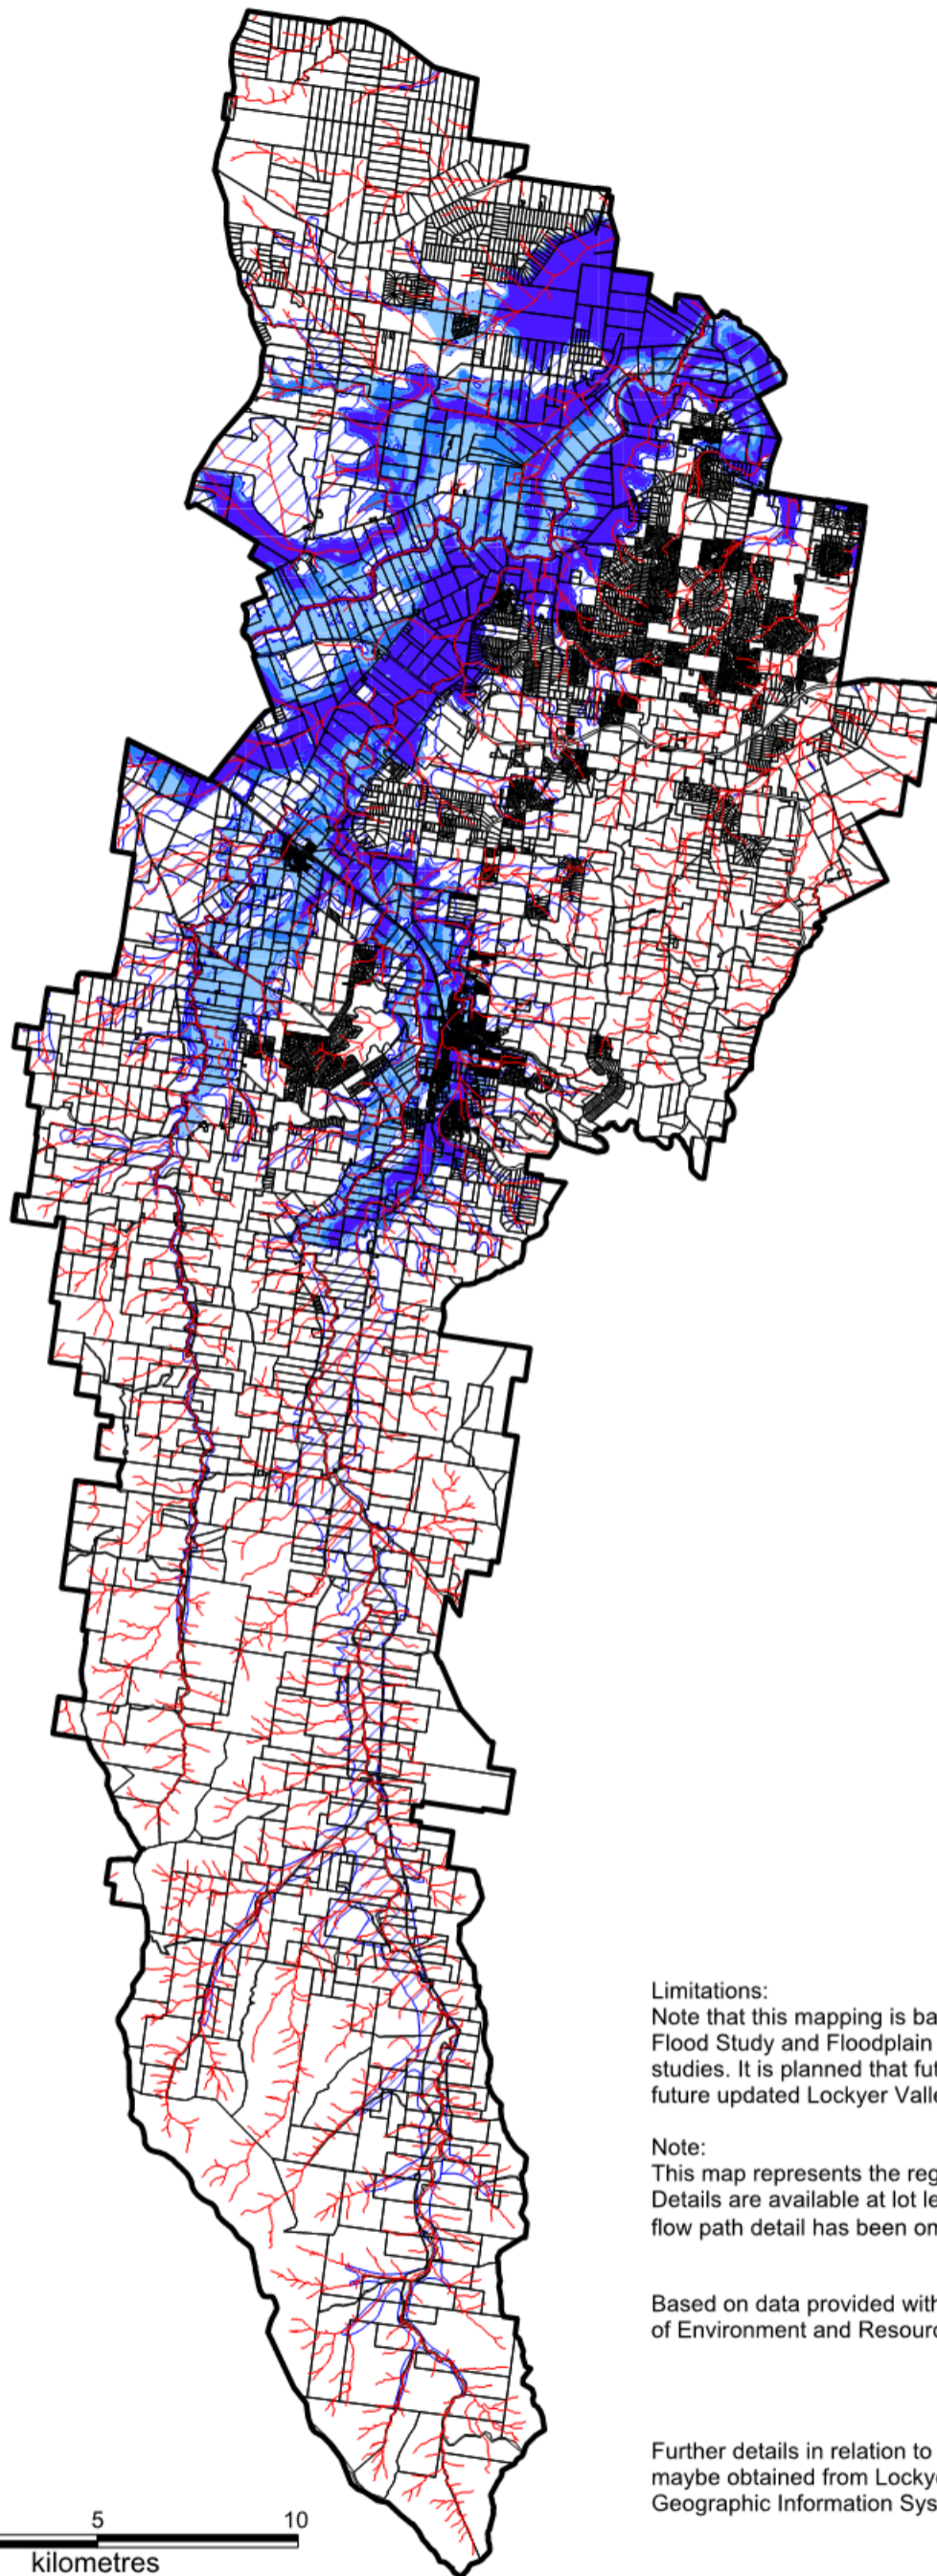 Limitations:
Note that this mapping is ba
Flood Study and Floodplain
studies. It is planned that fut
future updated Lockyer Valle
Note:
This map represents the reg
Details are available at lot le
flow path detail has been on
Based on data provided with
of Environment and Resourc
Further details in relation to
maybe obtained from Lockye
Geographic Information Sys
5 10
kilometres